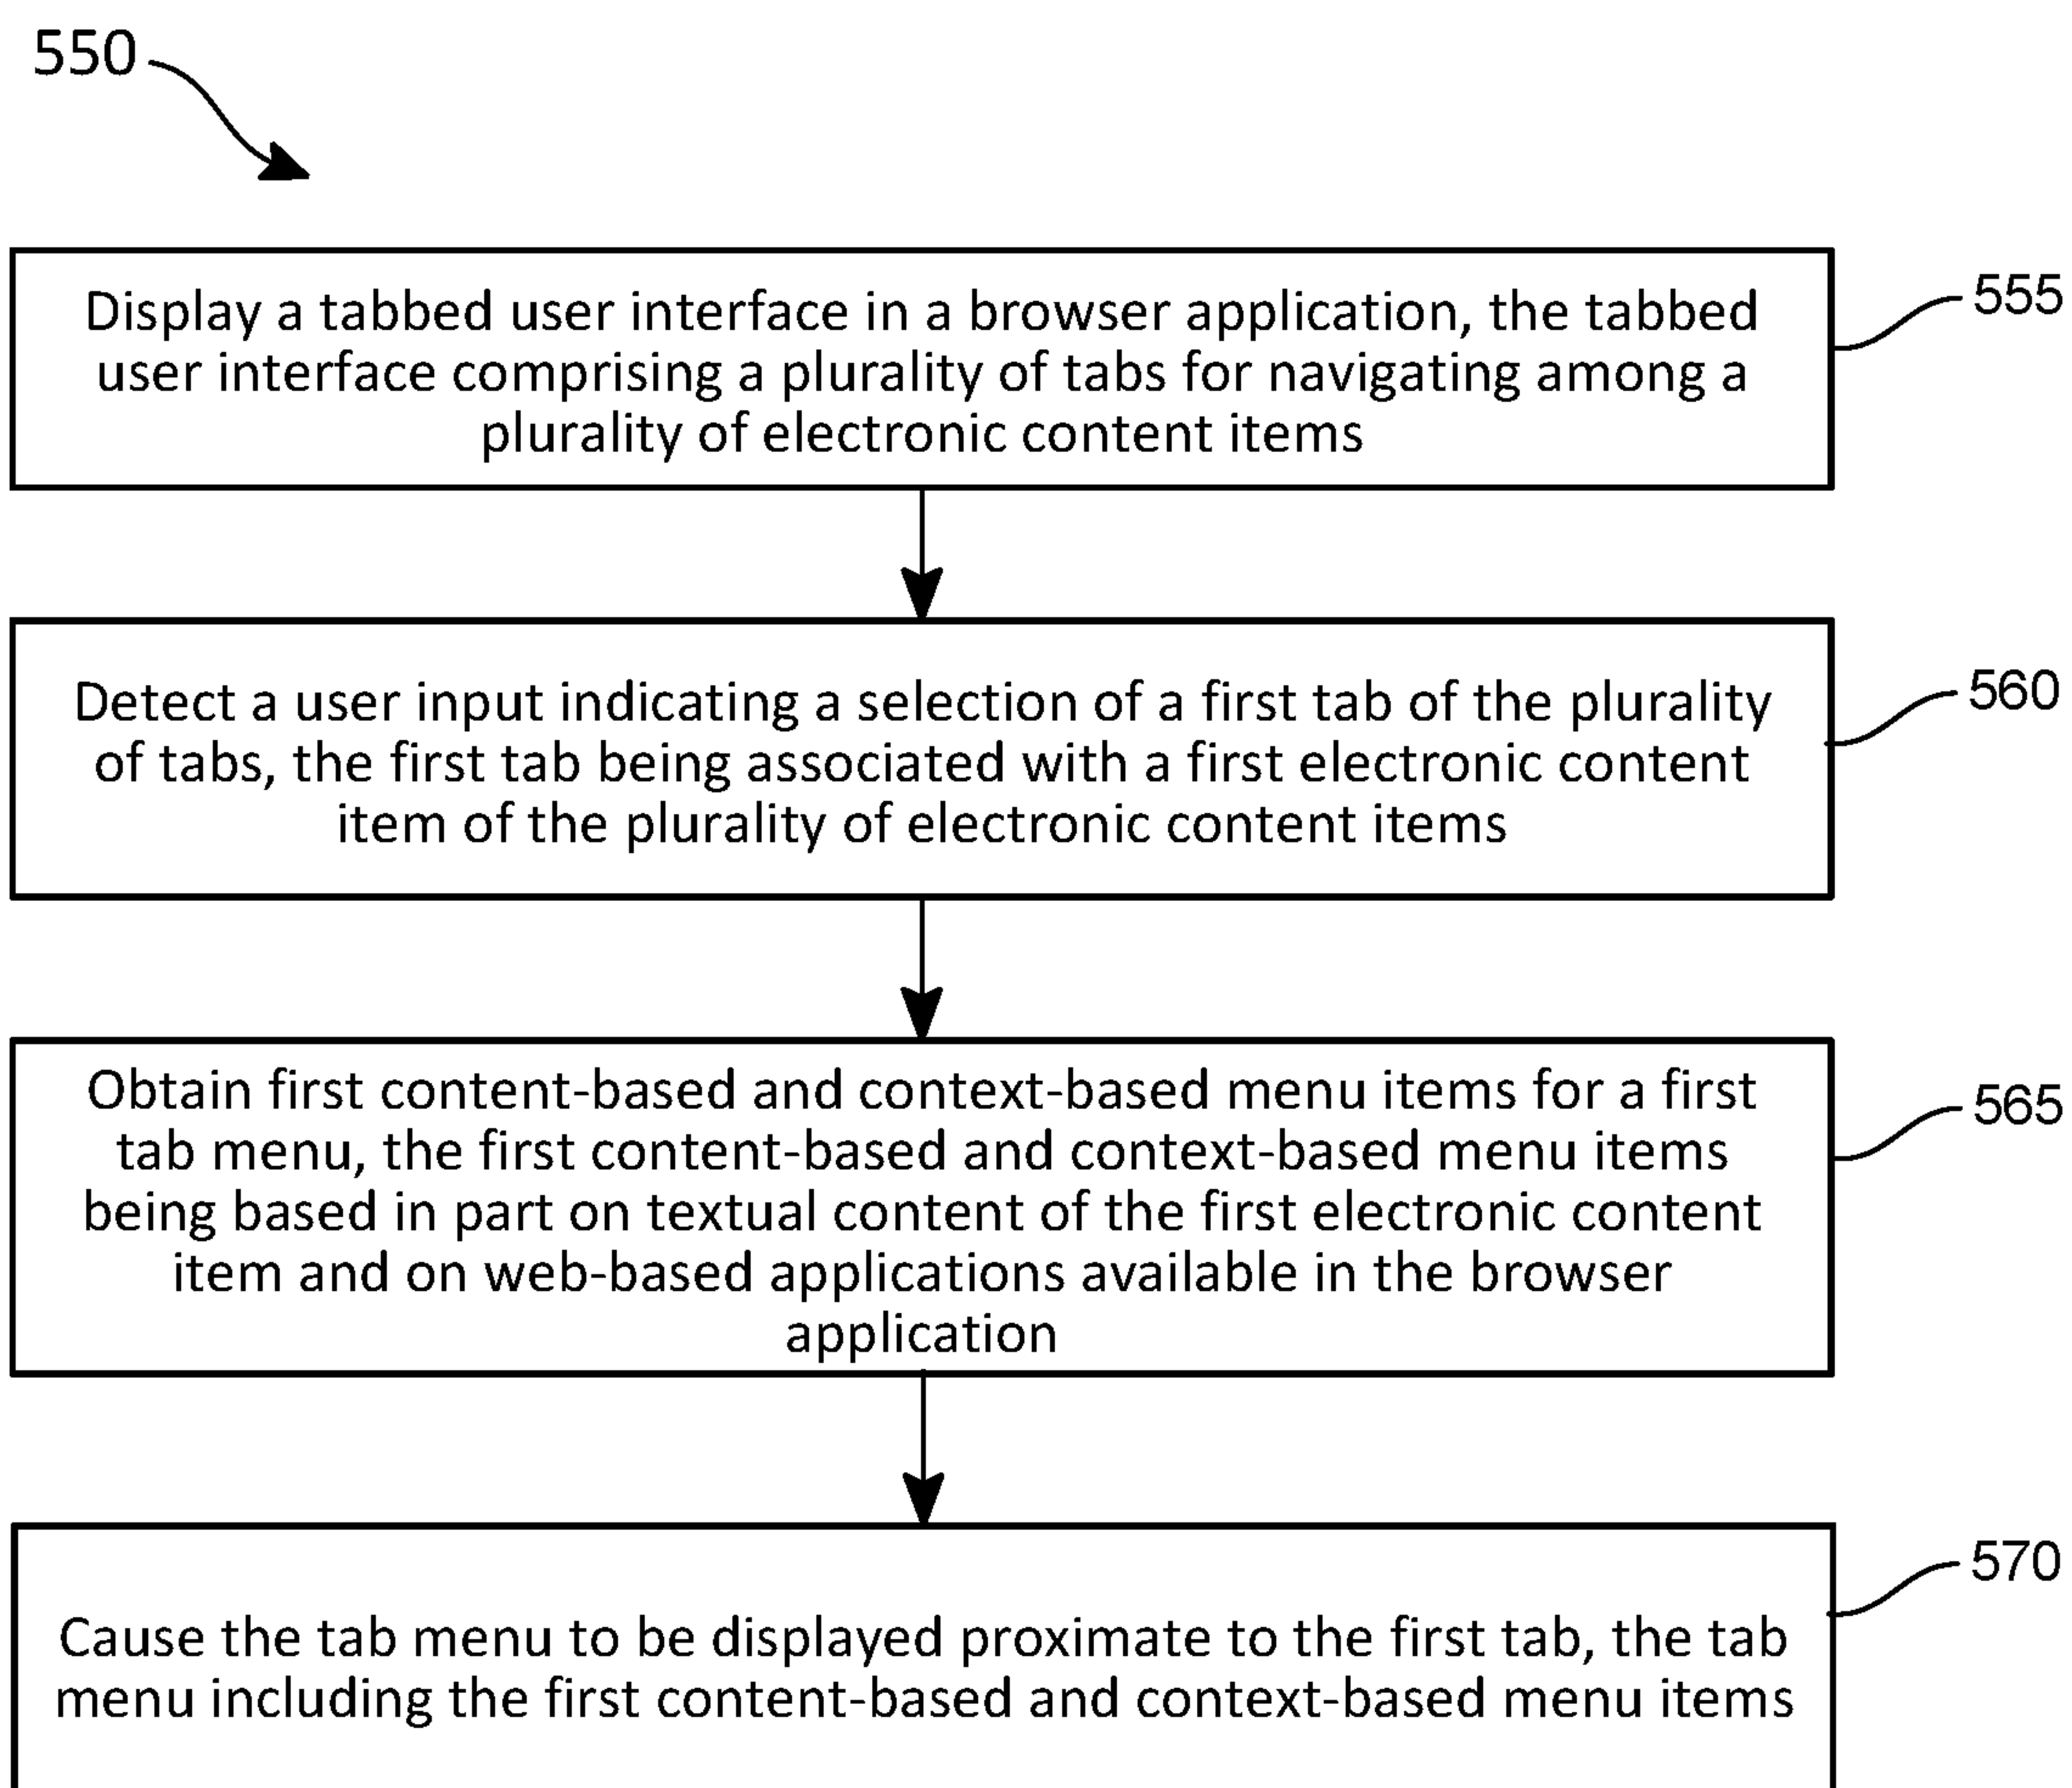 550
Display a tabbed user interface in a browser application, the tabbed
user interface comprising a plurality of tabs for navigating among a
plurality of electronic content items
555
Detect a user input indicating a selection of a first tab of the plurality
of tabs, the first tab being associated with a first electronic content
item of the plurality of electronic content items
560
Obtain first content-based and context-based menu items for a first
tab menu, the first content-based and context-based menu items
being based in part on textual content of the first electronic content
item and on web-based applications available in the browser
application
565
Cause the tab menu to be displayed proximate to the first tab, the tab
menu including the first content-based and context-based menu items
570